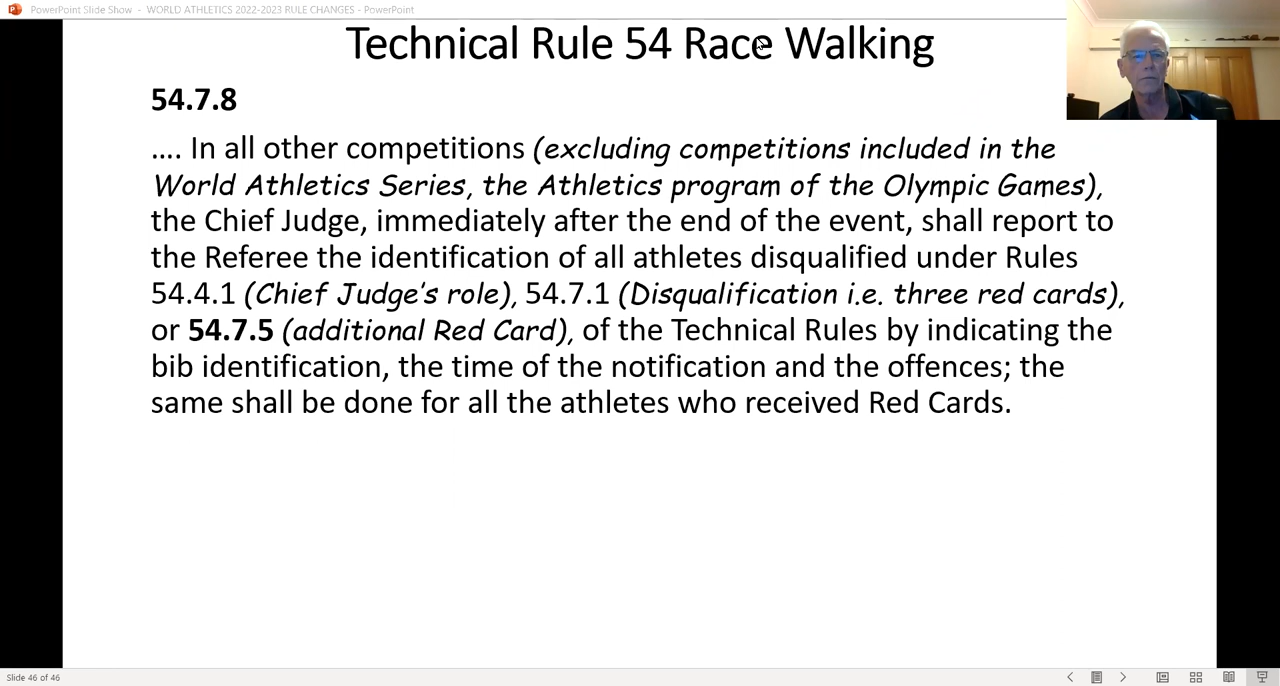 PowerPoint Slide Show - WORLD ATHLETICS 2022-2023 RULE CHANGES - PowerPoint
Technical Rule 54 Race Walking
54.7.8
…. In all other competitions (excluding competitions included in the
World Athletics Series, the Athletics program of the Olympic Games),
the Chief Judge, immediately after the end of the event, shall report to
the Referee the identification of all athletes disqualified under Rules
54.4.1 (Chief Judge’s role), 54.7.1 (Disqualification i.e. three red cards),
or 54.7.5 (additional Red Card), of the Technical Rules by indicating the
bib identification, the time of the notification and the offences; the
same shall be done for all the athletes who received Red Cards.
Slide 46 of 46